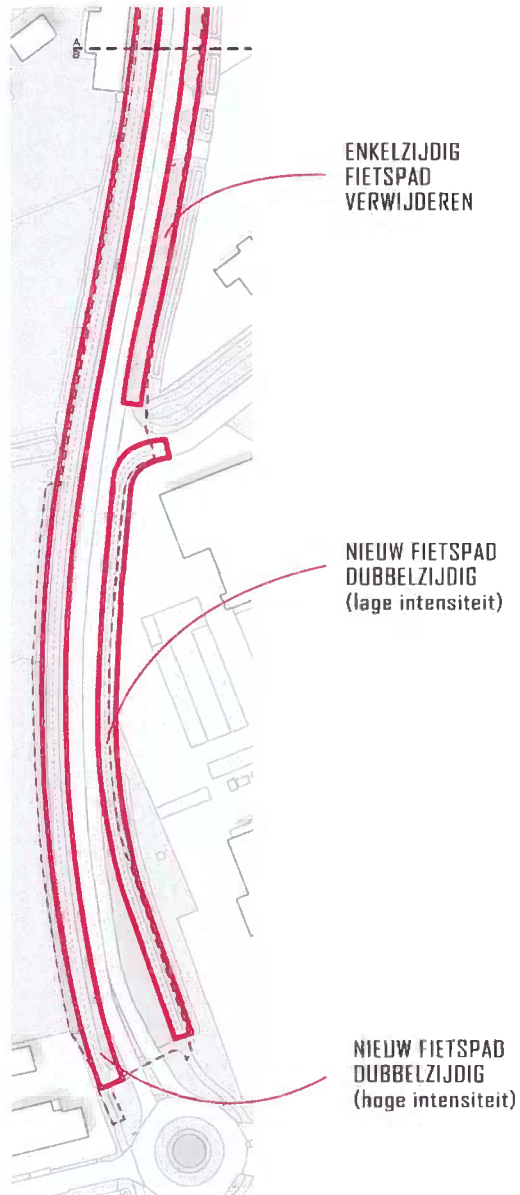 A
B
ENKELZIJDIG
FIETSPAD
VERWIJDEREN
NIEUW FIETSPAD
DUBBELZIJDIG
(lage intensiteit)
NIEUW FIETSPAD
DUBBELZIJDIG
(hoge intensiteit)